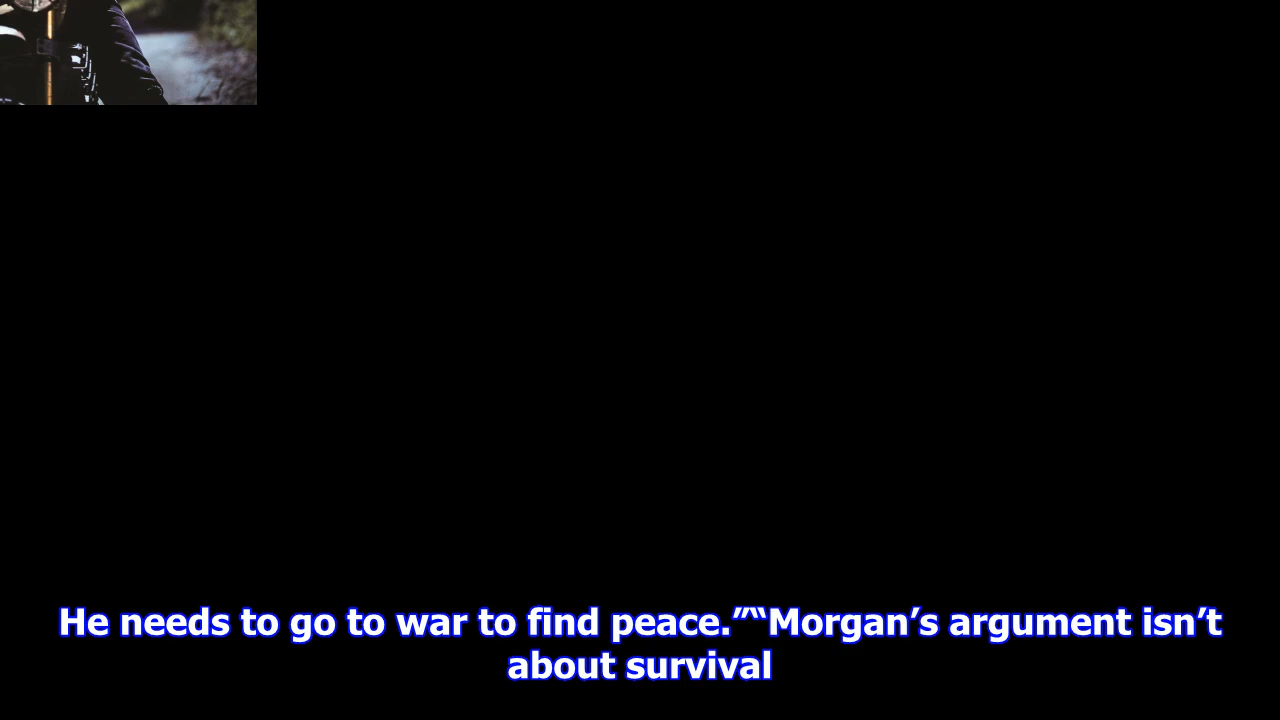 He needs to go to war to find peace.”“Morgan’s argument isn’t
about survival